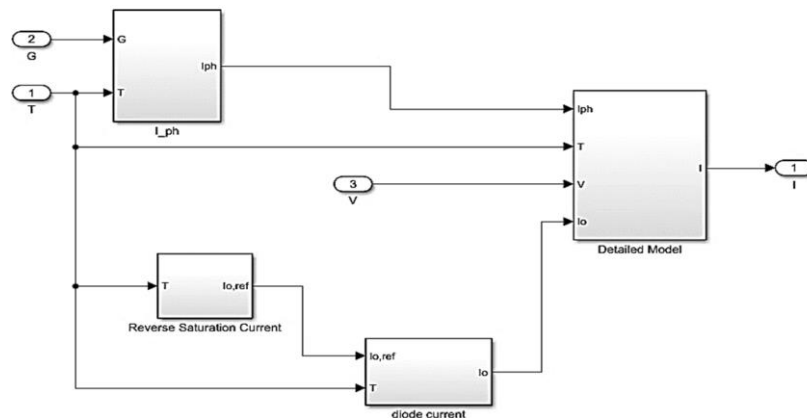 2
G
G
Iph
1
T
T
I_ph
Iph
T
3
V
V
I
1
I
Io
Detailed Model
T
Io,ref
Reverse Saturation Current
Io,ref
Io
T
diode current